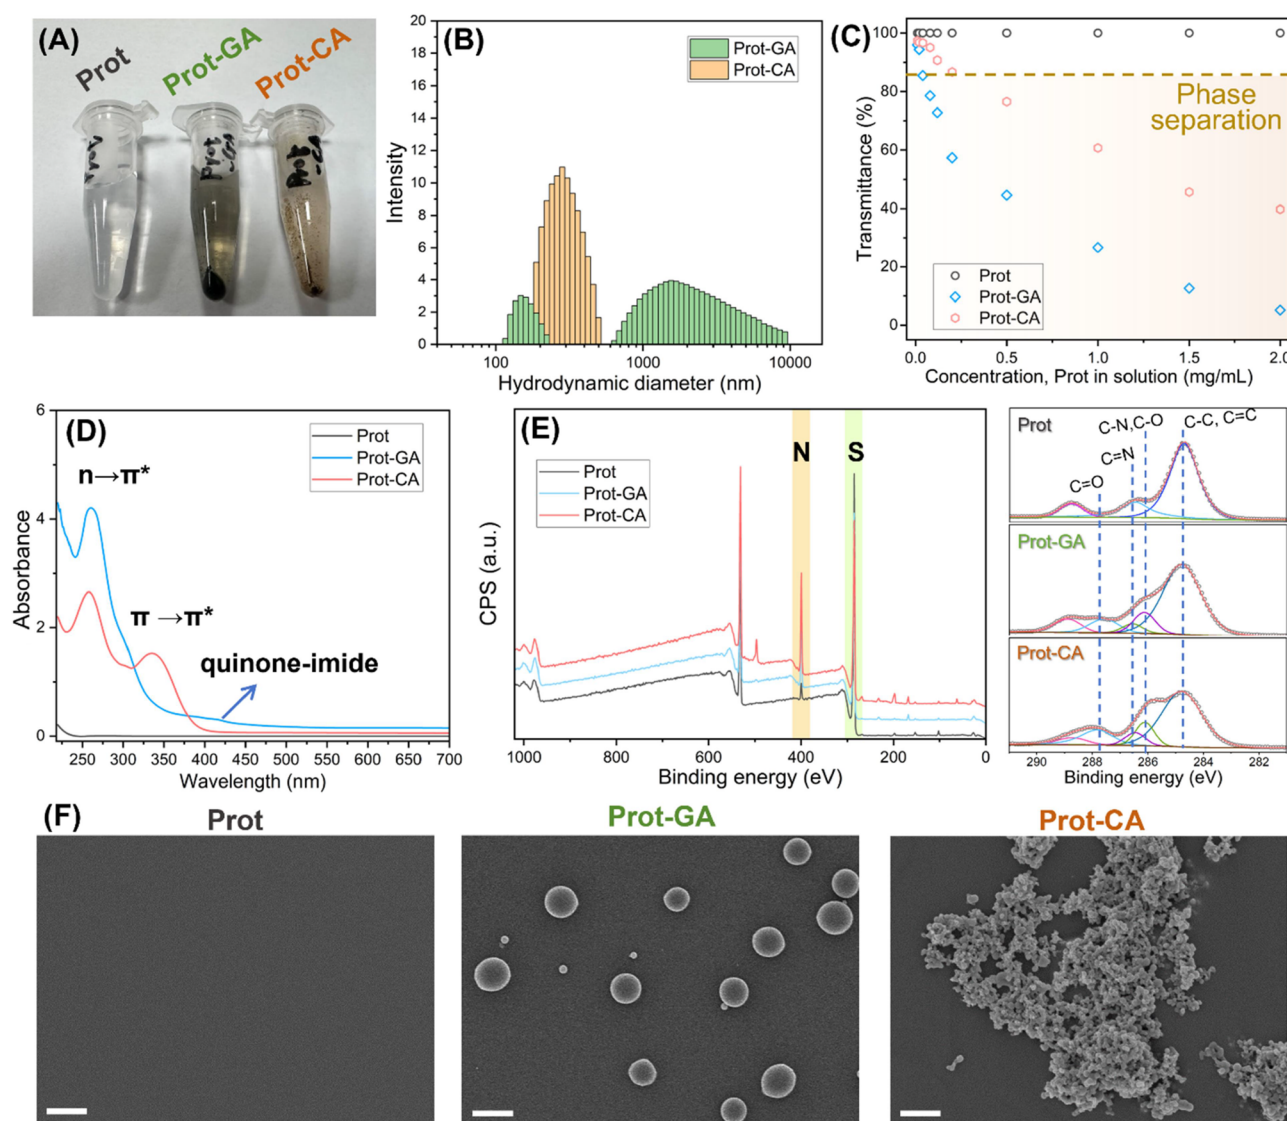 (A)
Prot
Prot-GA
Prot-CA
(B)
Prot-GA
Prot-CA
Intensity
20
18
16
14
12
10
8
6
4
2
0
100
1000
10000
Hydrodynamic diameter (nm)
(C)
Transmittance (%)
100
80
60
40
20
0
Phase
separation
Prot
Prot-GA
Prot-CA
0.0
0.5
1.0
1.5
2.0
Concentration, Prot in solution (mg/mL)
(D)
Absorbance
6
4
2
0
n→π*
π →π*
quinone-imide
Prot
Prot-GA
Prot-CA
250
300
350
400
450
500
550
600
650
700
Wavelength (nm)
(E)
CPS (a.u.)
N
S
Prot
Prot-GA
Prot-CA
1000
800
600
400
200
0
Binding energy (eV)
Prot
C=O
C=N
C-N,C-O
C-C, C=C
Prot-GA
Prot-CA
290
288
286
284
282
Binding energy (eV)
(F)
Prot
Prot-GA
Prot-CA